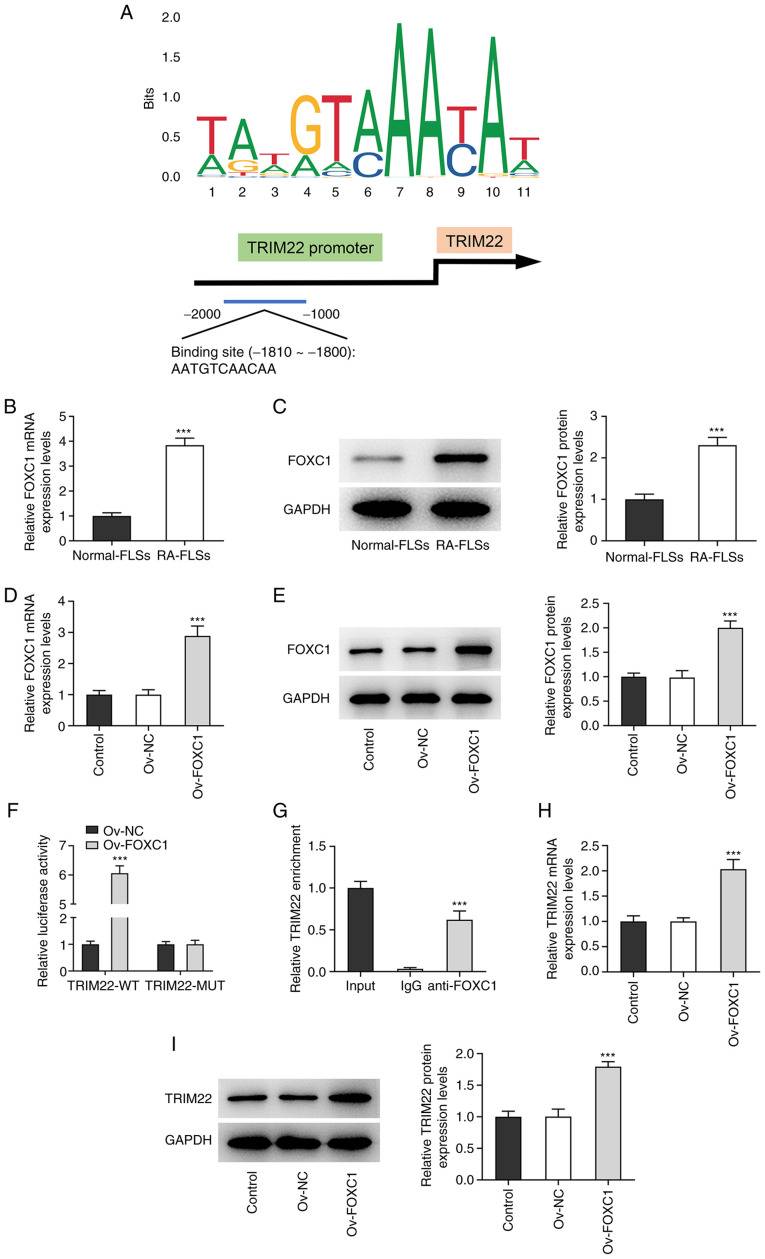 A
2.0
1.5
1.0
0.5
0.0
Bits
TATGTAAATAT
AGAAACCA
1 2 3 4 5 6 7 8 9 10 11
TRIM22 promoter
TRIM22
−2000
−1000
Binding site (−1810 ~ −1800):
AATGTCAACAA
B
Relative FOXC1 mRNA
expression levels
5
4
3
2
1
0
***
Normal-FLSs RA-FLSs
C
FOXC1
GAPDH
Normal-FLSs RA-FLSs
Relative FOXC1 protein
expression levels
3
2
1
0
***
Normal-FLSs RA-FLSs
D
Relative FOXC1 mRNA
expression levels
4
3
2
1
0
***
Control
Ov-NC
Ov-FOXC1
E
FOXC1
GAPDH
Control
Ov-NC
Ov-FOXC1
Relative FOXC1 protein
expression levels
2.5
2.0
1.5
1.0
0.5
0.0
***
Control
Ov-NC
Ov-FOXC1
F
Ov-NC
Ov-FOXC1
Relative luciferase activity
7
6
5
2
1
0
***
TRIM22-WT TRIM22-MUT
G
Relative TRIM22 enrichment
1.5
1.0
0.5
0.0
***
Input IgG anti-FOXC1
H
Relative TRIM22 mRNA
expression levels
2.5
2.0
1.5
1.0
0.5
0.0
***
Control
Ov-NC
Ov-FOXC1
I
TRIM22
GAPDH
Control
Ov-NC
Ov-FOXC1
Relative TRIM22 protein
expression levels
2.0
1.5
1.0
0.5
0.0
***
Control
Ov-NC
Ov-FOXC1